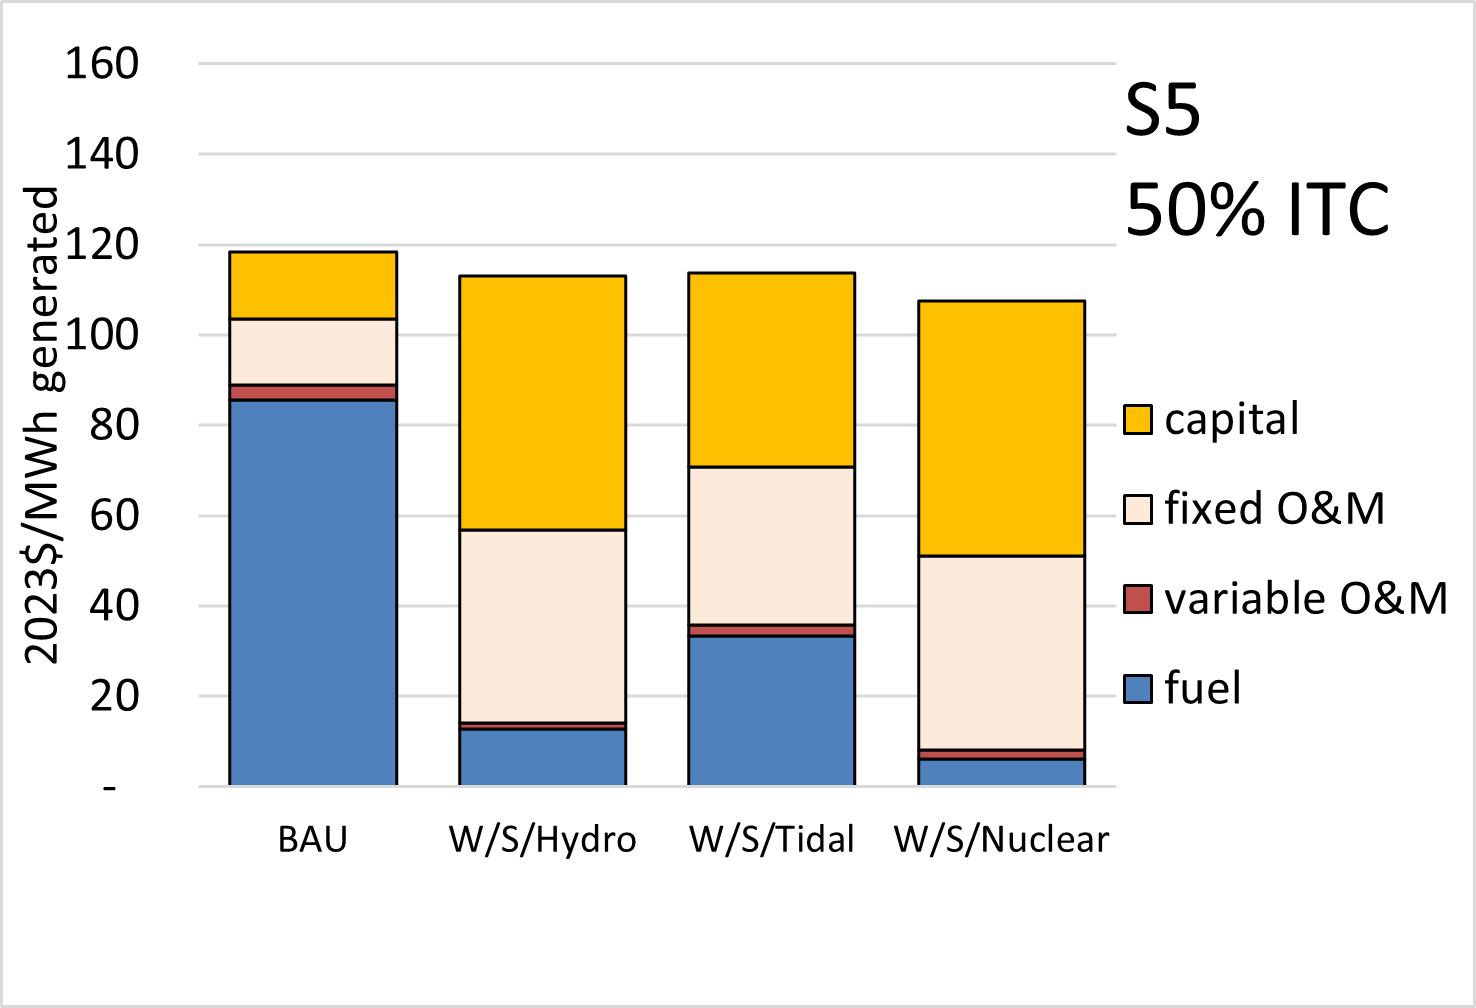 160
140
120
100
80
60
40
20
-
2023$/MWh generated
BAU
W/S/Hydro
W/S/Tidal
W/S/Nuclear
S5
50% ITC
capital
fixed O&M
variable O&M
fuel